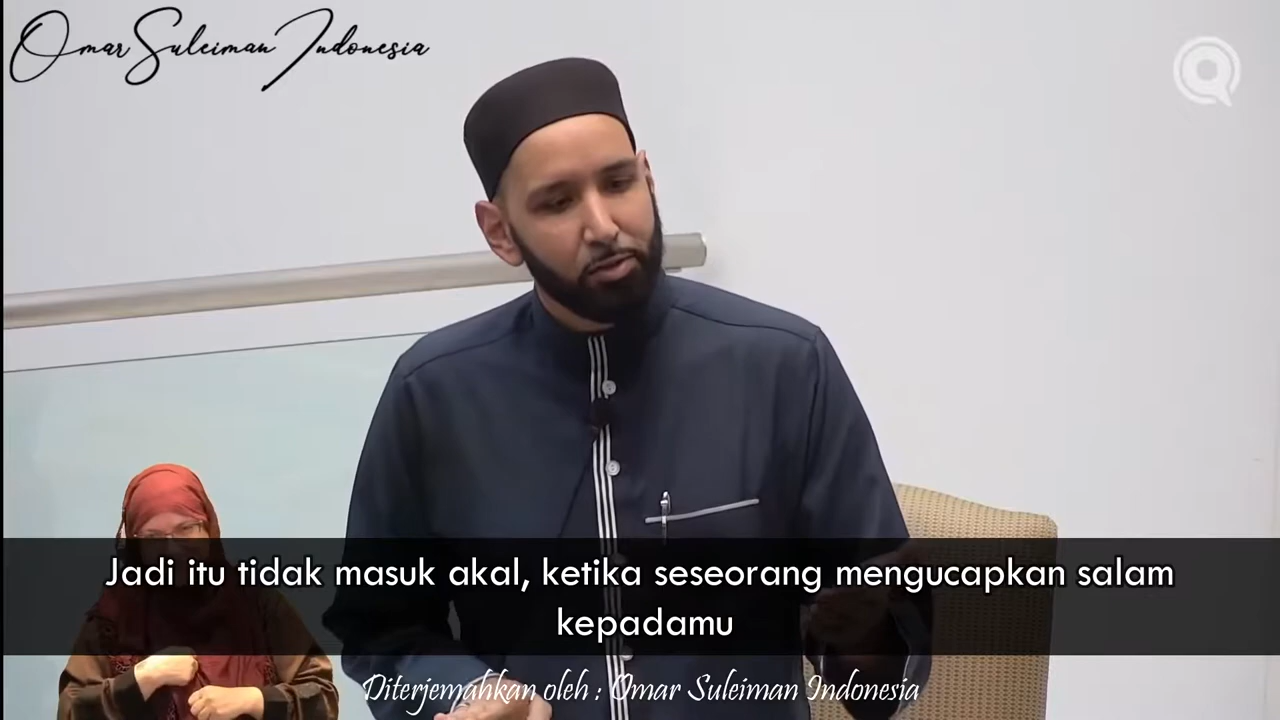 Omar Suleiman Indonesia
Jadi itu tidak masuk akal, ketika seseorang mengucapkan salam
kepadamu
Diterjemahkan oleh : Omar Suleiman Indonesia